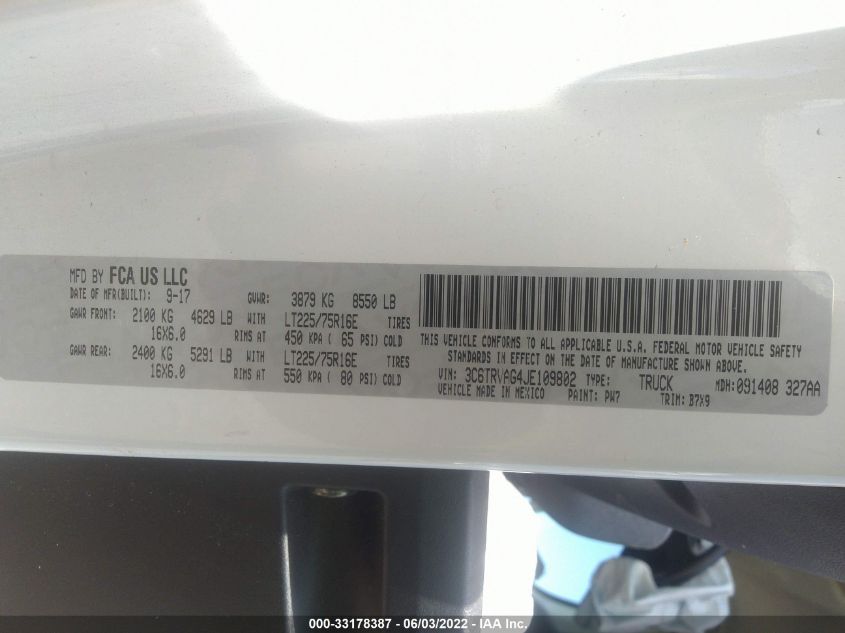 MFD BY FCA US LLC
DATE OF MFR(BUILT): 9-17 GVWR: 3879 KG 8550 LB
GAWR FRONT: 2100 KG 4629 LB WITH LT225/75R16E TIRES
16X6.0 RIMS AT 450 KPA ( 65 PSI) COLD
GAWR REAR: 2400 KG 5291 LB WITH LT225/75R16E TIRES
16X6.0 RIMS AT 550 KPA ( 80 PSI) COLD
THIS VEHICLE CONFORMS TO ALL APPLICABLE U.S.A. FEDERAL MOTOR VEHICLE SAFETY
STANDARDS IN EFFECT ON THE DATE OF MANUFACTURE SHOWN ABOVE.
VIN: 3C6TRVAG4JE109802 TYPE: TRUCK MDH: 091408 327AA
VEHICLE MADE IN MEXICO PAINT: PW7 TRIM: B7X9
000-33178387 - 06/03/2022 - IAA Inc.